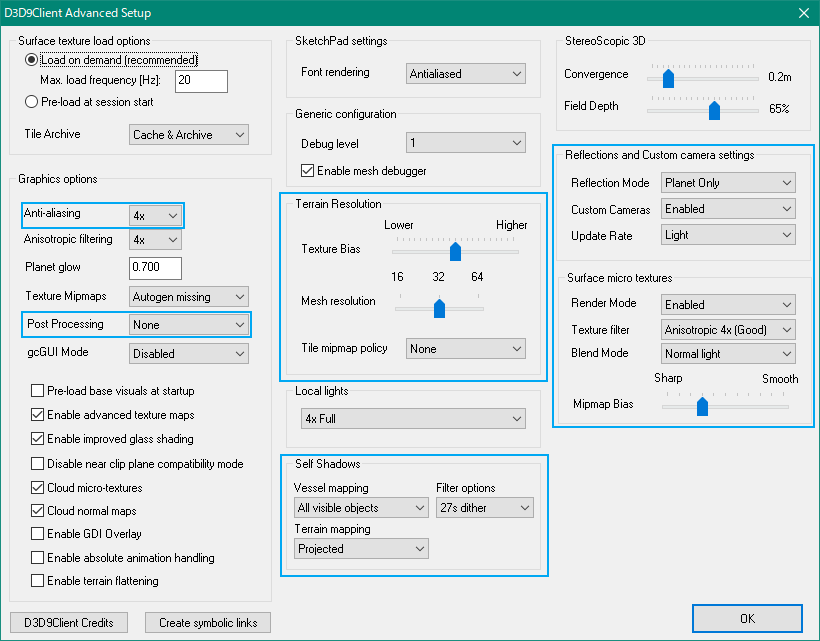 D3D9Client Advanced Setup
Surface texture load options
Load on demand (recommended)
Max. load frequency [Hz]: 20
Pre-load at session start
Tile Archive Cache & Archive
Graphics options
Anti-aliasing 4x
Anisotropic filtering 4x
Planet glow 0.700
Texture Mipmaps Autogen missing
Post Processing None
gcGUI Mode Disabled
Pre-load base visuals at startup
Enable advanced texture maps
Enable improved glass shading
Disable near clip plane compatibility mode
Cloud micro-textures
Cloud normal maps
Enable GDI Overlay
Enable absolute animation handling
Enable terrain flattening
D3D9Client Credits
Create symbolic links
SketchPad settings
Font rendering Antialiased
Generic configuration
Debug level 1
Enable mesh debugger
Terrain Resolution
Lower Higher
Texture Bias
16 32 64
Mesh resolution
Tile mipmap policy None
Local lights
4x Full
Self Shadows
Vessel mapping Filter options
All visible objects 27s dither
Terrain mapping
Projected
StereoScopic 3D
Convergence 0.2m
Field Depth 65%
Reflections and Custom camera settings
Reflection Mode Planet Only
Custom Cameras Enabled
Update Rate Light
Surface micro textures
Render Mode Enabled
Texture filter Anisotropic 4x (Good)
Blend Mode Normal light
Sharp Smooth
Mipmap Bias
OK